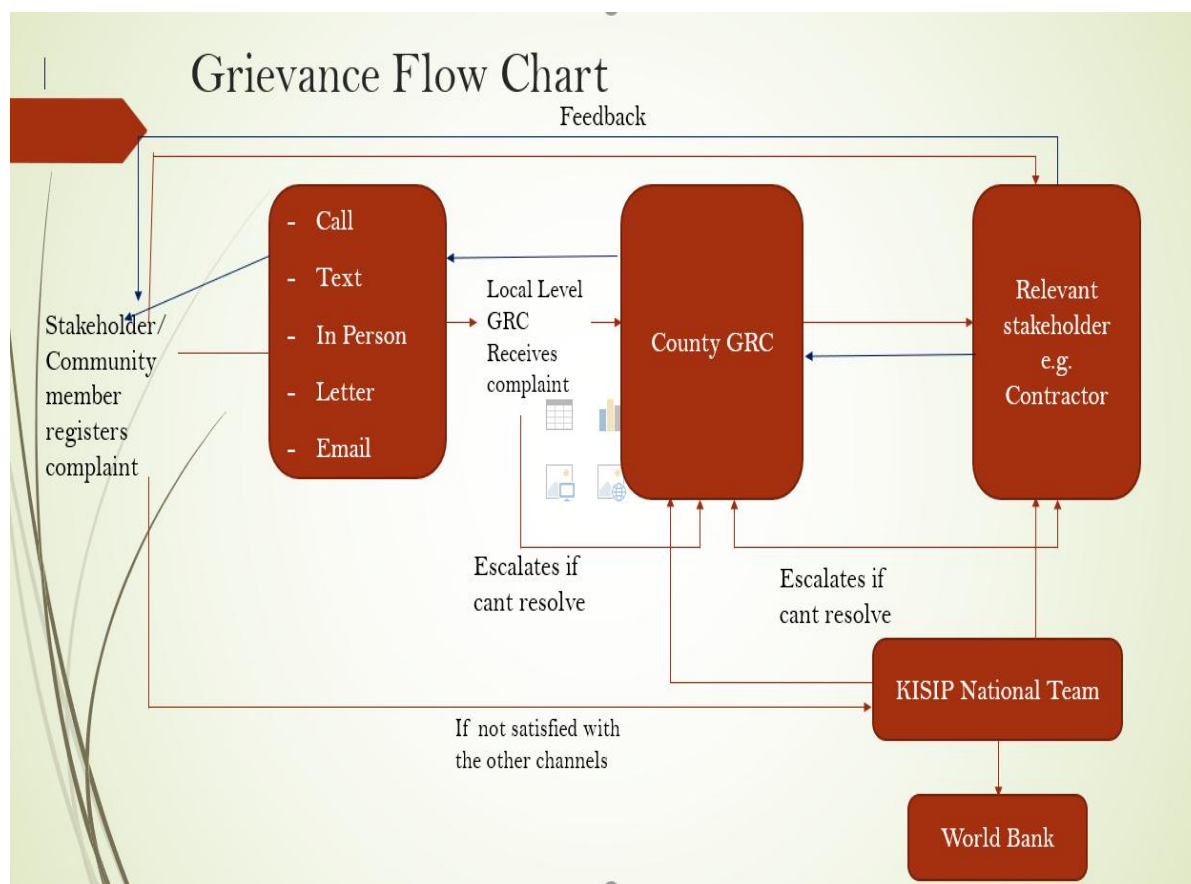 Grievance Flow Chart
Feedback
Stakeholder/
Community
member
registers
complaint
- Call
- Text
- In Person
- Letter
- Email
Local Level
GRC
Receives
complaint
County GRC
Relevant
stakeholder
e.g.
Contractor
Escalates if
cant resolve
Escalates if
cant resolve
KISIP National Team
If not satisfied with
the other channels
World Bank